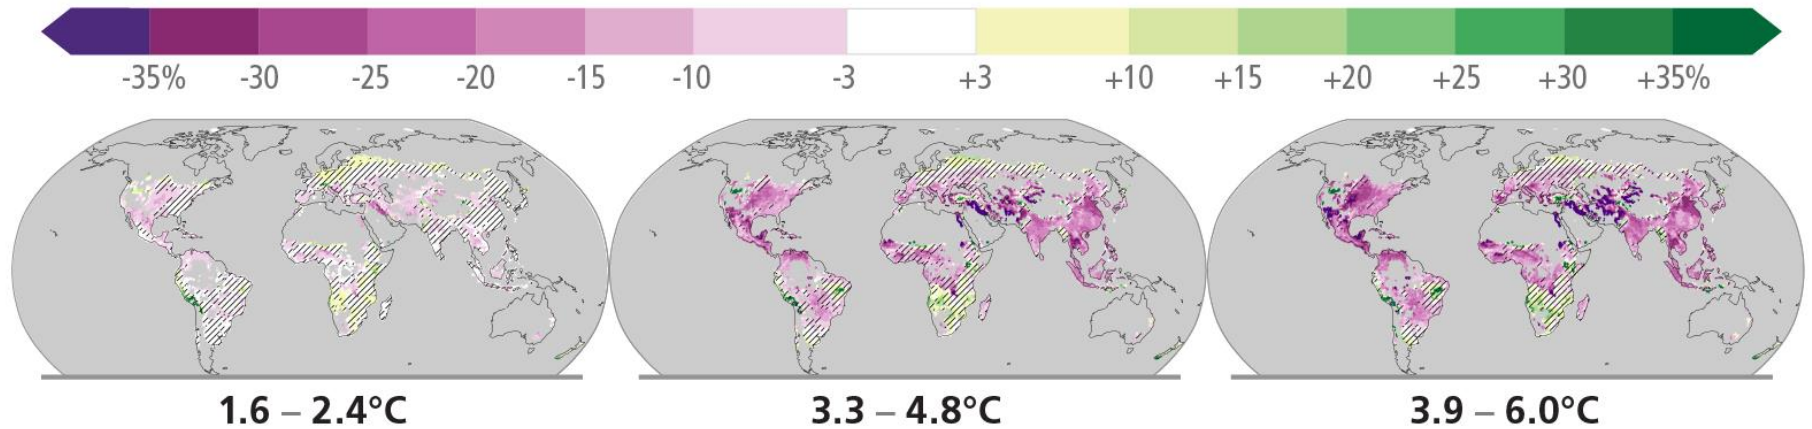 -35% -30 -25 -20 -15 -10 -3 +3 +10 +15 +20 +25 +30 +35%
1.6 – 2.4°C 3.3 – 4.8°C 3.9 – 6.0°C